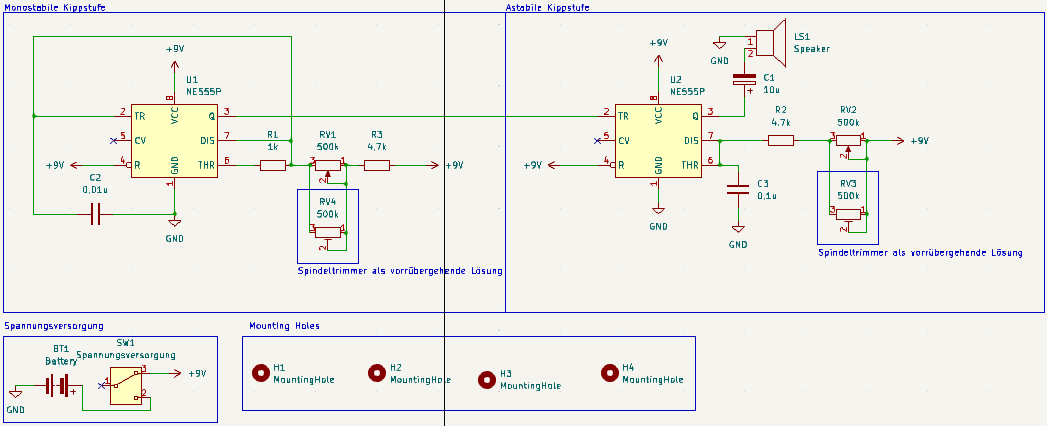 Monostabile Kippstufe
Astabile Kippstufe
+9V
U1
NE555P
8
VCC
2
TR
Q
3
5
CV
DIS
7
+9V
4
R
THR
6
GND
1
C2
0,01u
GND
R1
1k
RV1
500k
3
1
2
R3
4.7k
+9V
RV4
500k
3
1
2
Spindeltrimmer als vorrübergehende Lösung
+9V
U2
NE555P
8
VCC
2
TR
Q
3
5
CV
DIS
7
+9V
4
R
THR
6
GND
1
GND
LS1
Speaker
1
2
GND
C1
10u
+
R2
4.7k
RV2
500k
3
1
2
+9V
C3
0,1u
GND
RV3
500k
3
1
2
Spindeltrimmer als vorrübergehende Lösung
Spannungsversorgung
BT1
Battery
+
GND
SW1
Spannungsversorgung
1
3
2
+9V
Mounting Holes
H1
MountingHole
H2
MountingHole
H3
MountingHole
H4
MountingHole